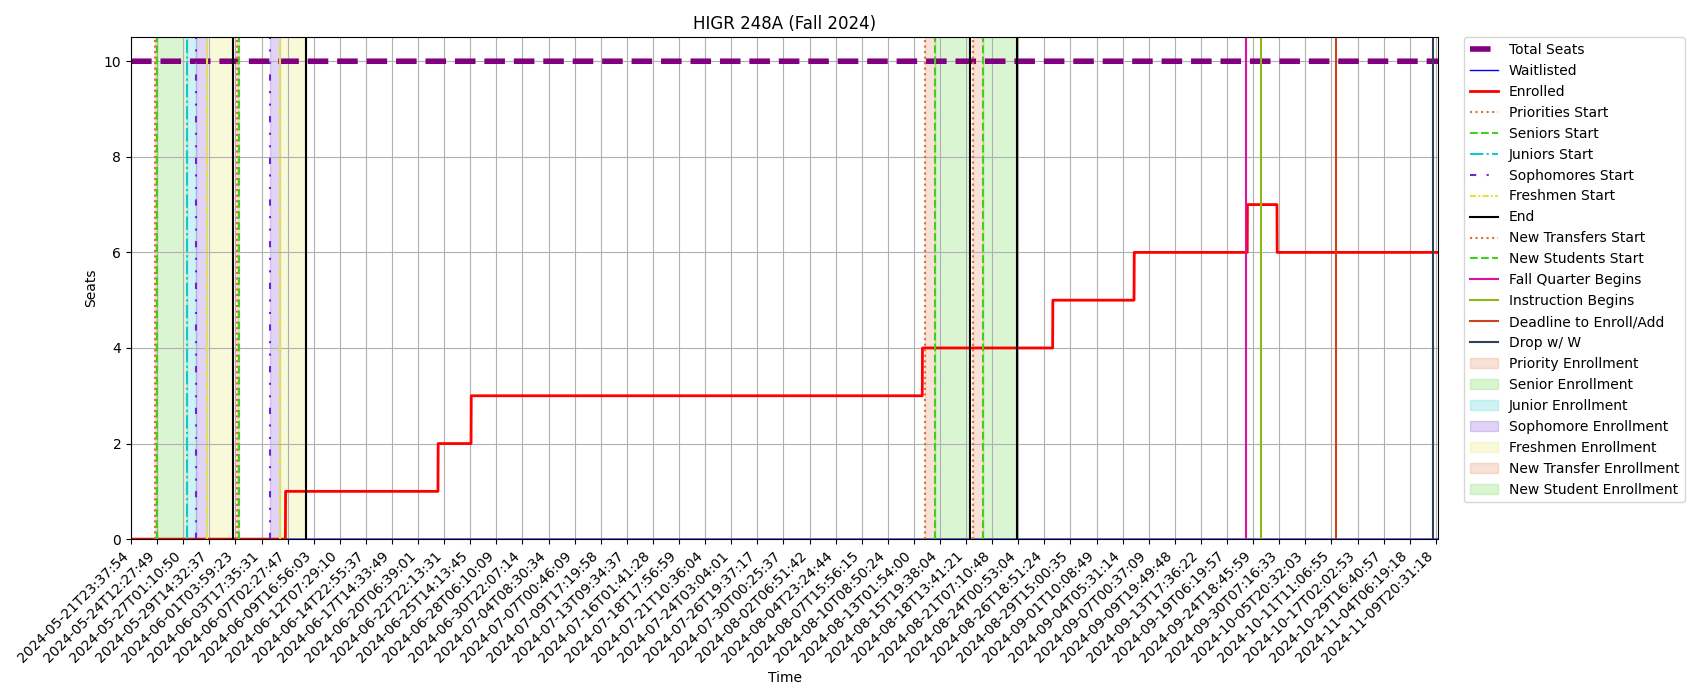 HIGR 248A (Fall 2024)
Seats
10
8
6
4
2
0
2024-05-21T23:37:54
2024-05-24T12:27:49
2024-05-27T01:10:50
2024-05-29T14:32:37
2024-06-01T03:59:23
2024-06-03T17:35:31
2024-06-07T02:27:47
2024-06-09T16:56:03
2024-06-12T07:29:10
2024-06-14T22:55:37
2024-06-17T14:33:49
2024-06-20T06:39:01
2024-06-22T22:13:31
2024-06-25T14:13:45
2024-06-28T06:10:09
2024-06-30T22:07:14
2024-07-04T08:30:34
2024-07-07T00:46:09
2024-07-09T17:19:58
2024-07-13T09:34:37
2024-07-16T01:41:28
2024-07-18T17:56:59
2024-07-21T10:36:04
2024-07-24T03:04:01
2024-07-26T19:37:17
2024-07-30T00:25:37
2024-08-02T06:51:42
2024-08-04T23:24:44
2024-08-07T15:56:15
2024-08-10T08:50:24
2024-08-13T01:54:00
2024-08-15T19:38:04
2024-08-18T13:41:21
2024-08-21T07:10:48
2024-08-24T00:53:04
2024-08-26T18:51:24
2024-08-29T15:00:35
2024-09-01T10:08:49
2024-09-04T05:31:14
2024-09-07T00:37:09
2024-09-09T19:49:48
2024-09-13T17:36:22
2024-09-19T06:19:57
2024-09-24T18:45:59
2024-09-30T07:16:33
2024-10-05T20:32:03
2024-10-11T11:06:55
2024-10-17T02:02:53
2024-10-29T16:40:57
2024-11-04T06:19:18
2024-11-09T20:31:18
Time
Total Seats
Waitlisted
Enrolled
Priorities Start
Seniors Start
Juniors Start
Sophomores Start
Freshmen Start
End
New Transfers Start
New Students Start
Fall Quarter Begins
Instruction Begins
Deadline to Enroll/Add
Drop w/ W
Priority Enrollment
Senior Enrollment
Junior Enrollment
Sophomore Enrollment
Freshmen Enrollment
New Transfer Enrollment
New Student Enrollment